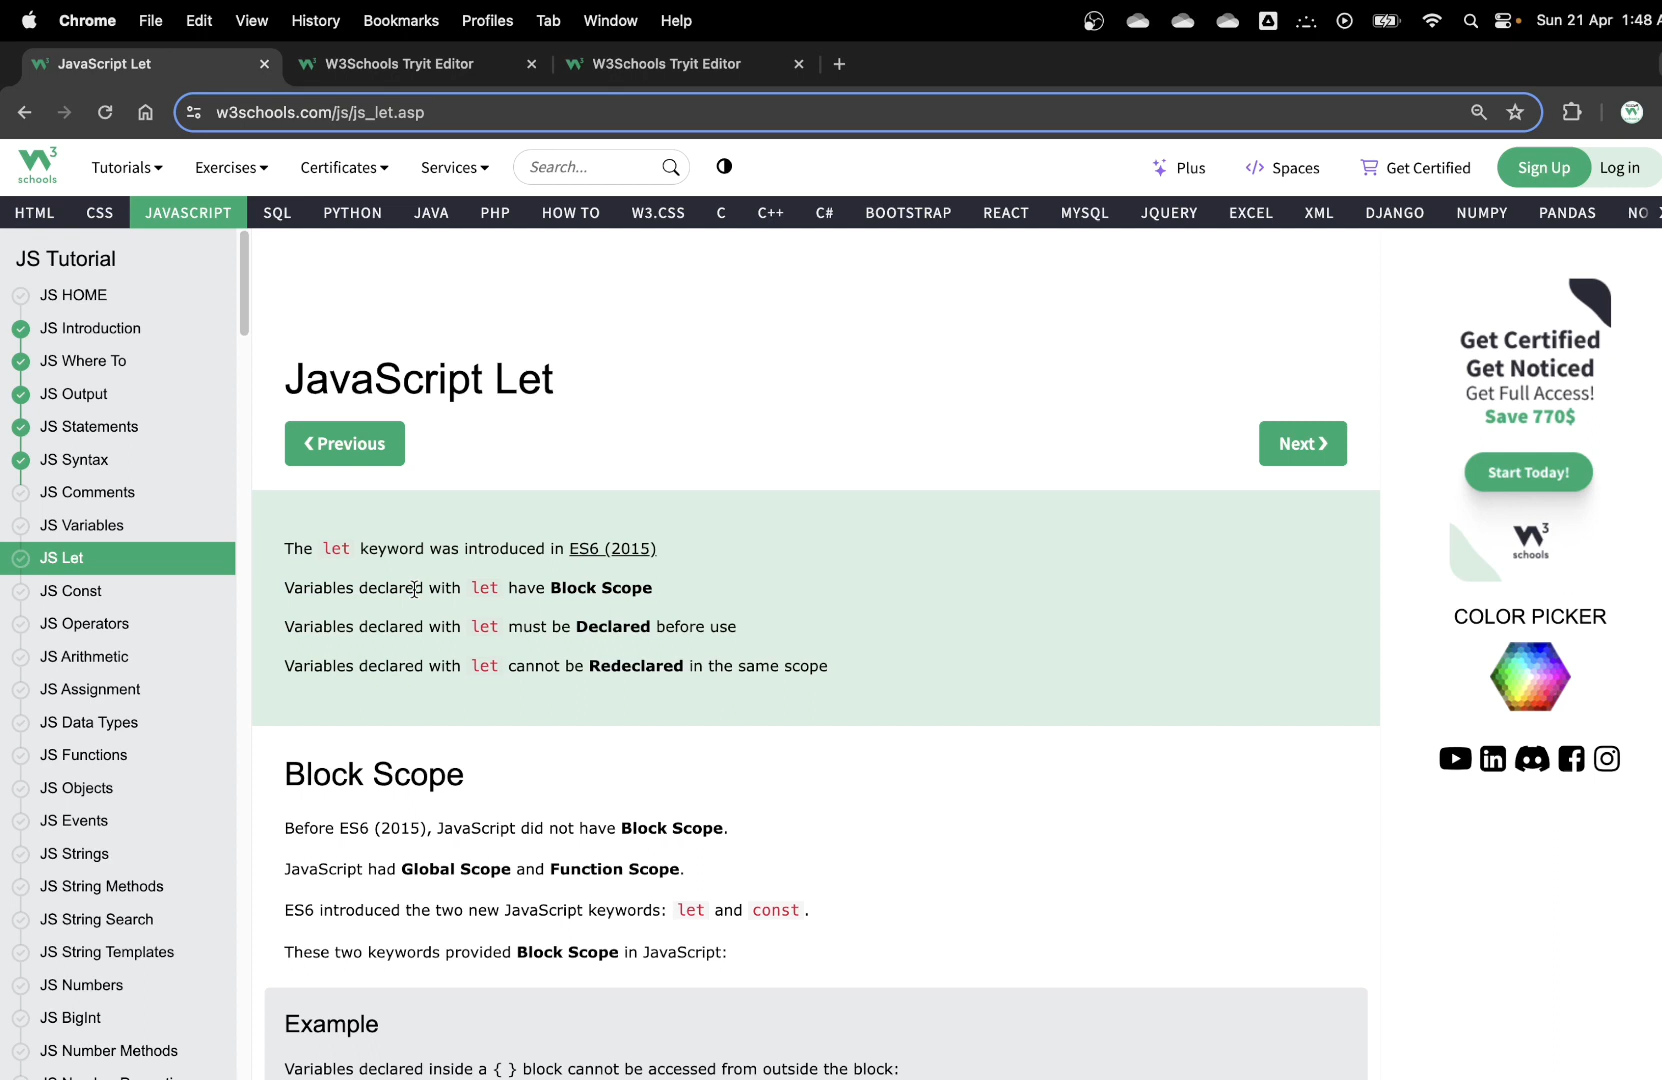 Chrome File Edit View History Bookmarks Profiles Tab Window Help Sun 21 Apr 1:48
JavaScript Let W3Schools Tryit Editor W3Schools Tryit Editor
w3schools.com/js/js_let.asp
W3 schools Tutorials Exercises Certificates Services Search... Plus Spaces Get Certified Sign Up Log in
HTML CSS JAVASCRIPT SQL PYTHON JAVA PHP HOW TO W3.CSS C C++ C# BOOTSTRAP REACT MYSQL JQUERY EXCEL XML DJANGO NUMPY PANDAS NO
JS Tutorial
JS HOME
JS Introduction
JS Where To
JS Output
JS Statements
JS Syntax
JS Comments
JS Variables
JS Let
JS Const
JS Operators
JS Arithmetic
JS Assignment
JS Data Types
JS Functions
JS Objects
JS Events
JS Strings
JS String Methods
JS String Search
JS String Templates
JS Numbers
JS BigInt
JS Number Methods
JavaScript Let
❮ Previous
Next ❯
The let keyword was introduced in ES6 (2015)
Variables declared with let have Block Scope
Variables declared with let must be Declared before use
Variables declared with let cannot be Redeclared in the same scope
Block Scope
Before ES6 (2015), JavaScript did not have Block Scope.
JavaScript had Global Scope and Function Scope.
ES6 introduced the two new JavaScript keywords: let and const.
These two keywords provided Block Scope in JavaScript:
Example
Variables declared inside a { } block cannot be accessed from outside the block:
Get Certified
Get Noticed
Get Full Access!
Save 770$
Start Today!
W3
schools
COLOR PICKER